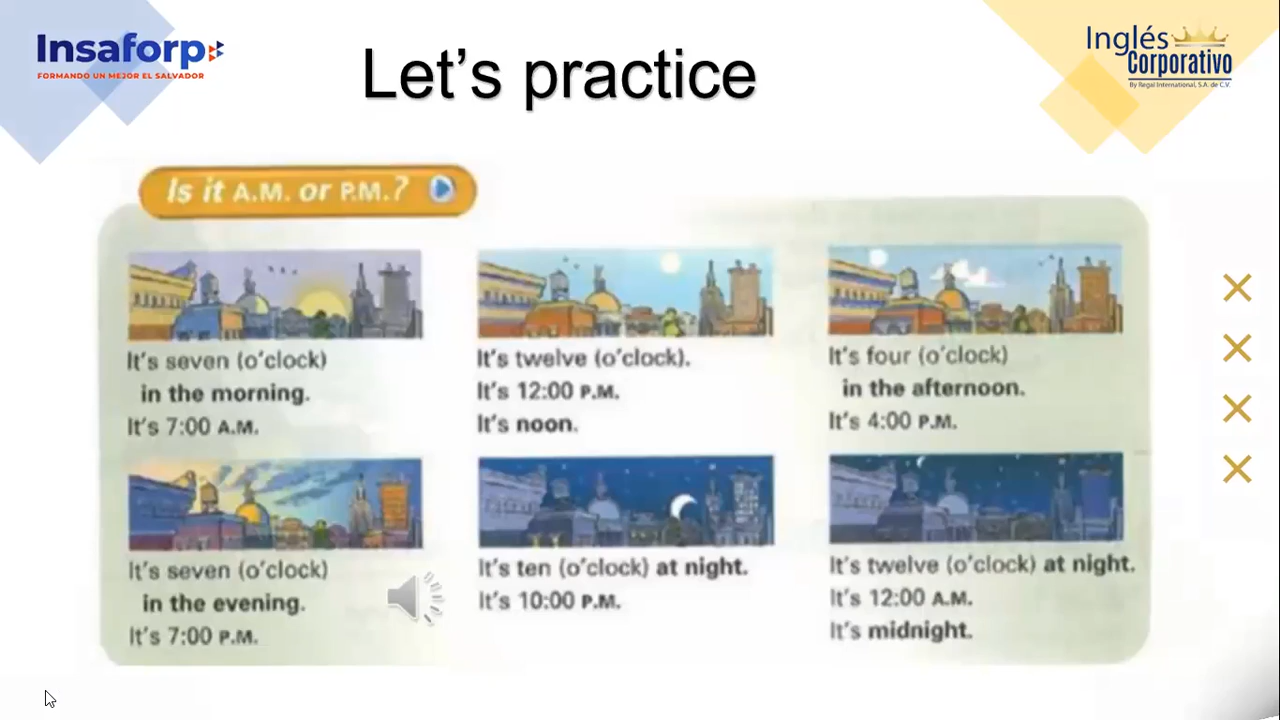 Insaforp
FORMANDO UN MEJOR EL SALVADOR
Let's practice
Inglés
Corporativo
By Regal International, S.A. de C.V.
Is it A.M. or P.M.?
It's seven (o'clock)
in the morning.
It's 7:00 A.M.
It's twelve (o'clock).
It's 12:00 P.M.
It's noon.
It's four (o'clock)
in the afternoon.
It's 4:00 P.M.
It's seven (o'clock)
in the evening.
It's 7:00 P.M.
It's ten (o'clock) at night.
It's 10:00 P.M.
It's twelve (o'clock) at night.
It's 12:00 A.M.
It's midnight.